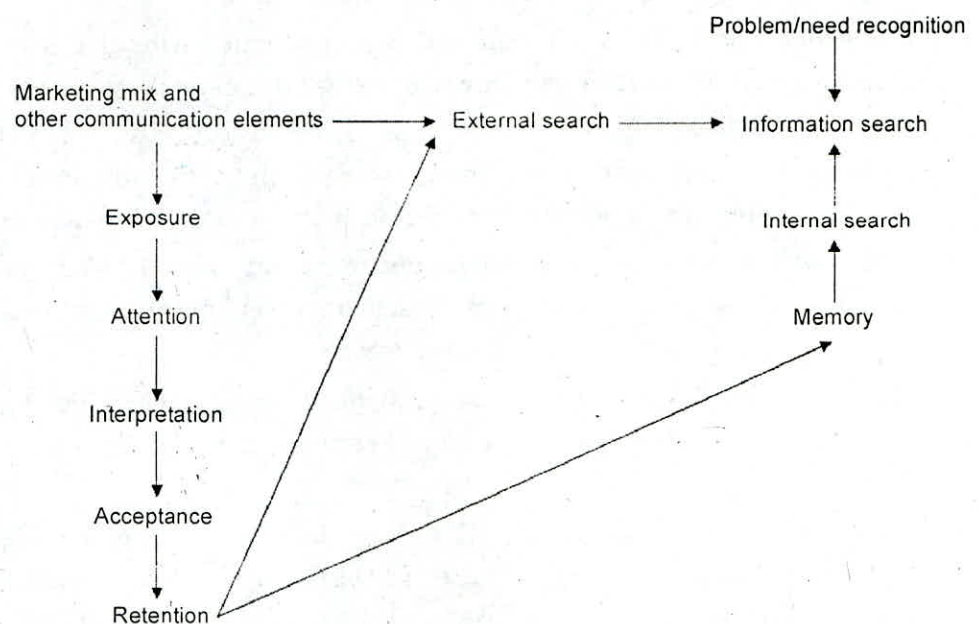 Problem/need recognition
Marketing mix and
other communication elements
External search
Information search
Exposure
Internal search
Attention
Memory
Interpretation
Acceptance
Retention